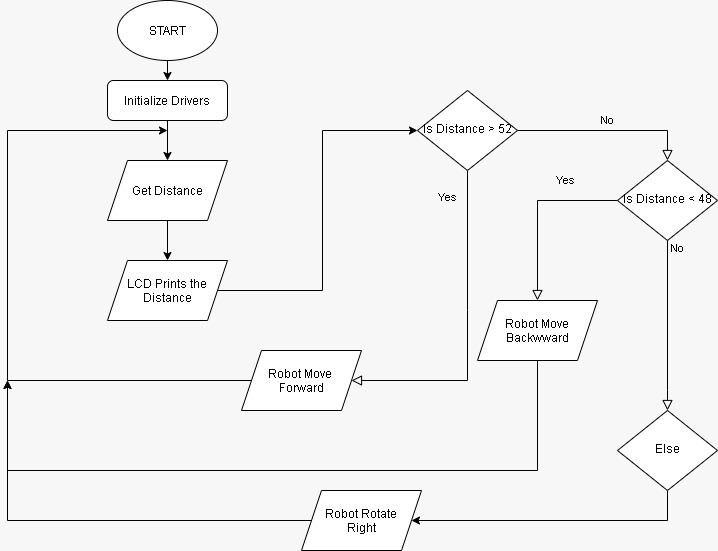 START
Initialize Drivers
Get Distance
LCD Prints the
Distance
Is Distance > 52
No
Yes
Is Distance < 48
Yes
No
Robot Move
Backwward
Robot Move
Forward
Else
Robot Rotate
Right